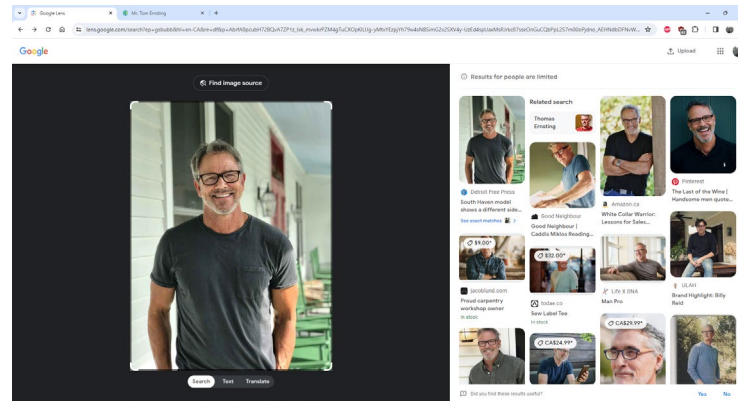 Google Lens
Mr. Tom Ernsting
Google
Upload
Find image source
Search
Text
Translate
Results for people are limited
Detroit Free Press
South Haven model
shows a different side...
See exact matches
$9.00*
jacoblund.com
Proud carpentry
workshop owner
In stock
Related search
Thomas
Ernsting
Good Neighbour
Good Neighbour |
Caddis Miklos Reading...
$32.00*
todae.co
Sew Label Tee
In stock
CA$24.99*
Amazon.ca
White Collar Warrior:
Lessons for Sales...
Life X DNA
Man Pro
CA$29.99*
Pinterest
The Last of the Wine |
Handsome men quote...
ULAH
Brand Highlight: Billy
Reid
Did you find these results useful?
Yes
No